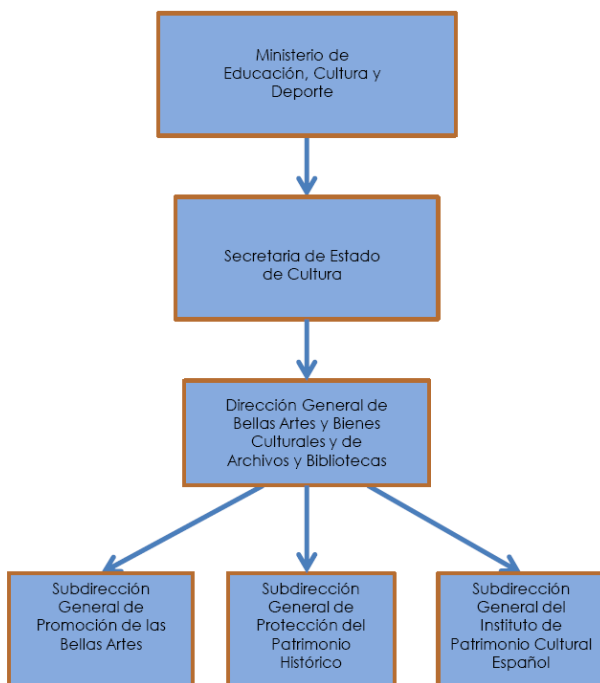 Ministerio de
Educación, Cultura y
Deporte
Secretaria de Estado
de Cultura
Dirección General de
Bellas Artes y Bienes
Culturales y de
Archivos y Bibliotecas
Subdirección
General de
Promoción de las
Bellas Artes
Subdirección
General de
Protección del
Patrimonio
Histórico
Subdirección
General del
Instituto de
Patrimonio Cultural
Español